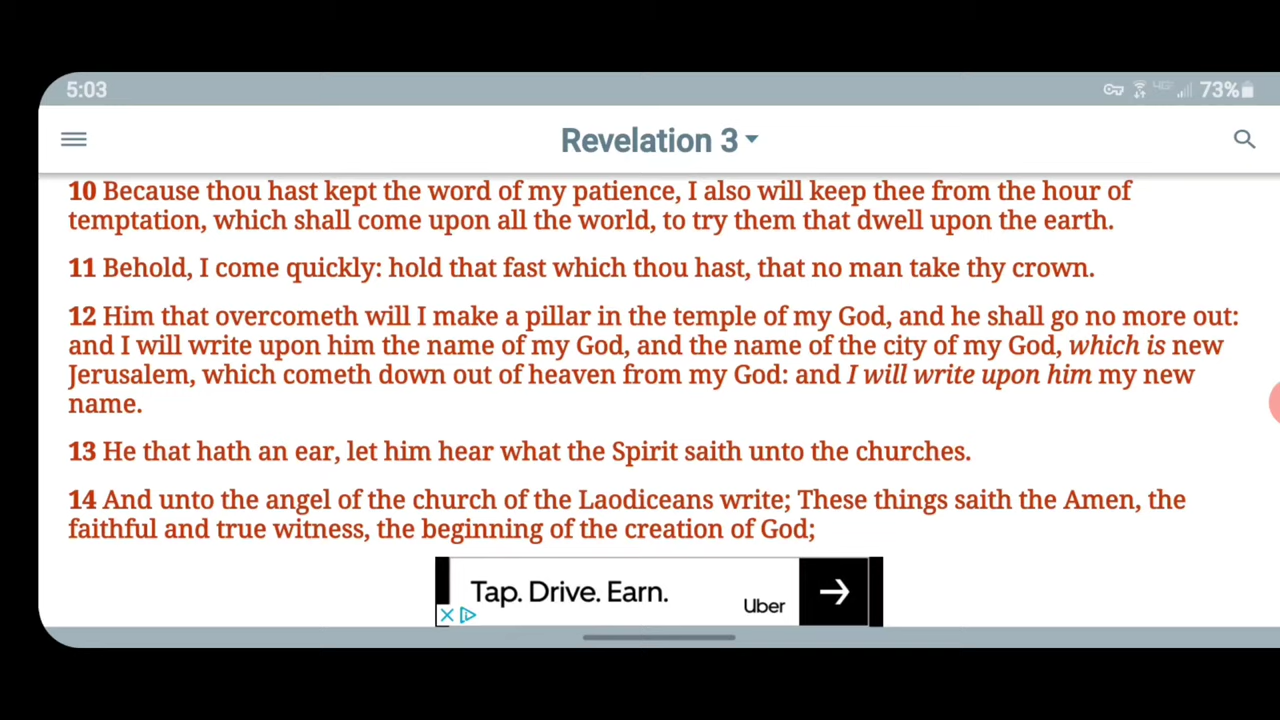 5:03
73%
Revelation 3
10 Because thou hast kept the word of my patience, I also will keep thee from the hour of
temptation, which shall come upon all the world, to try them that dwell upon the earth.
11 Behold, I come quickly: hold that fast which thou hast, that no man take thy crown.
12 Him that overcometh will I make a pillar in the temple of my God, and he shall go no more out:
and I will write upon him the name of my God, and the name of the city of my God, which is new
Jerusalem, which cometh down out of heaven from my God: and I will write upon him my new
name.
13 He that hath an ear, let him hear what the Spirit saith unto the churches.
14 And unto the angel of the church of the Laodiceans write; These things saith the Amen, the
faithful and true witness, the beginning of the creation of God;
Tap. Drive. Earn.
Uber